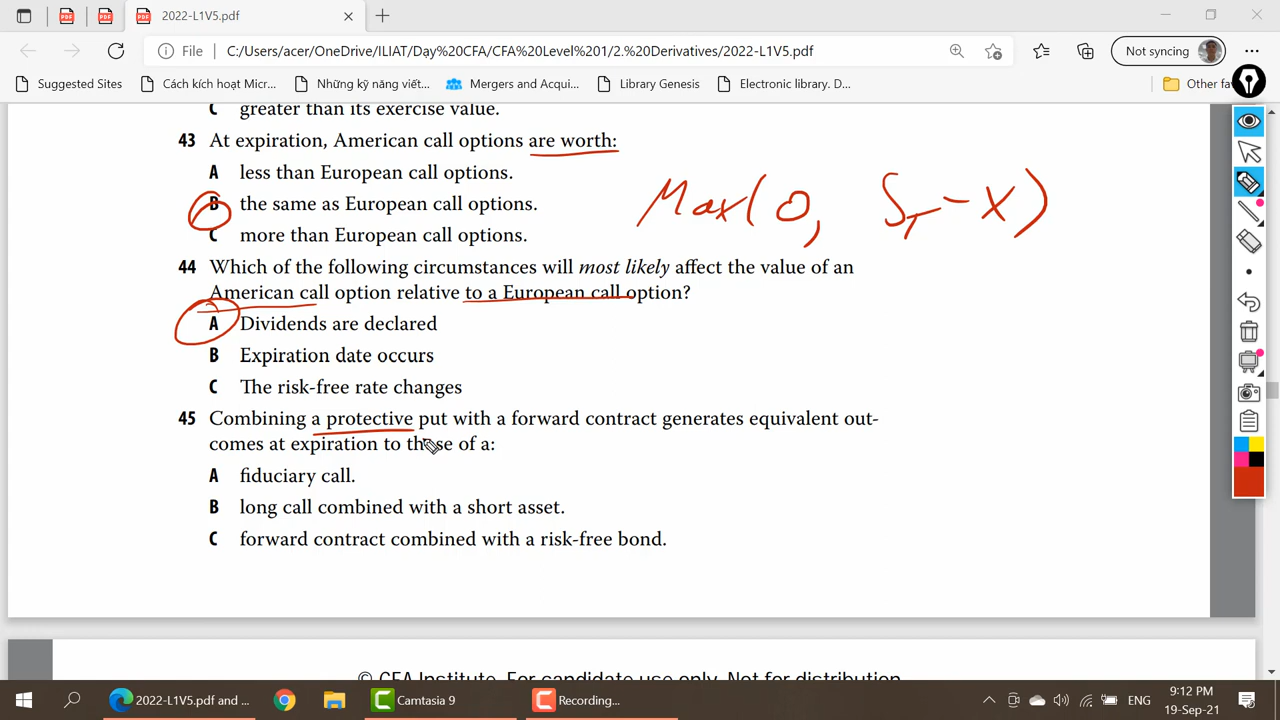 2022-L1V5.pdf
File C:/Users/acer/OneDrive/ILIAT/Day%20CFA/CFA%20Level%201/2.%20Derivatives/2022-L1V5.pdf Not syncing
Suggested Sites Cách kích hoạt Micr... Những kỹ năng viết... Mergers and Acqui... Library Genesis Electronic library. D... Other fav
C greater than its exercise value.
43 At expiration, American call options are worth:
A less than European call options.
B the same as European call options.
Max(0, S_T - X)
C more than European call options.
44 Which of the following circumstances will most likely affect the value of an
American call option relative to a European call option?
A Dividends are declared
B Expiration date occurs
C The risk-free rate changes
45 Combining a protective put with a forward contract generates equivalent out-
comes at expiration to those of a:
A fiduciary call.
B long call combined with a short asset.
C forward contract combined with a risk-free bond.
© CFA Institute. For candidate use only. Not for distribution.
2022-L1V5.pdf and ... Camtasia 9 Recording... ENG 9:12 PM
19-Sep-21